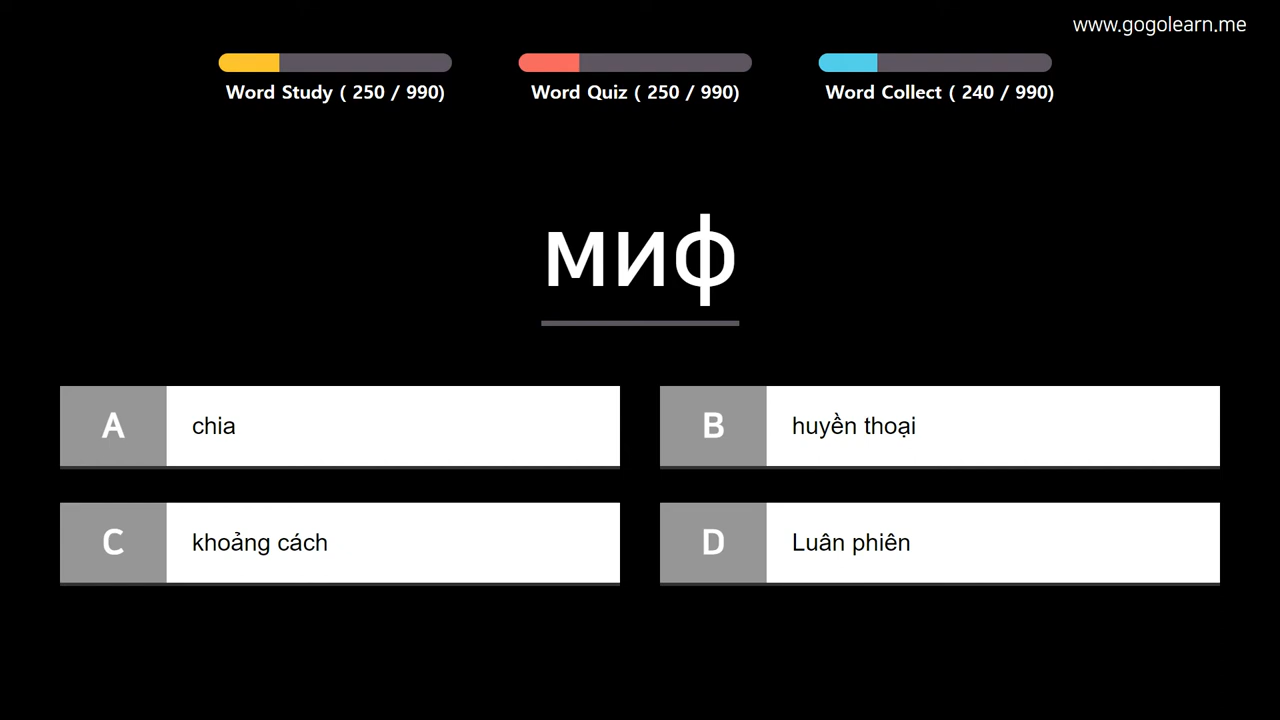 www.gogolearn.me
Word Study ( 250 / 990)
Word Quiz ( 250 / 990)
Word Collect ( 240 / 990)
миф
A chia
B huyền thoại
C khoảng cách
D Luân phiên